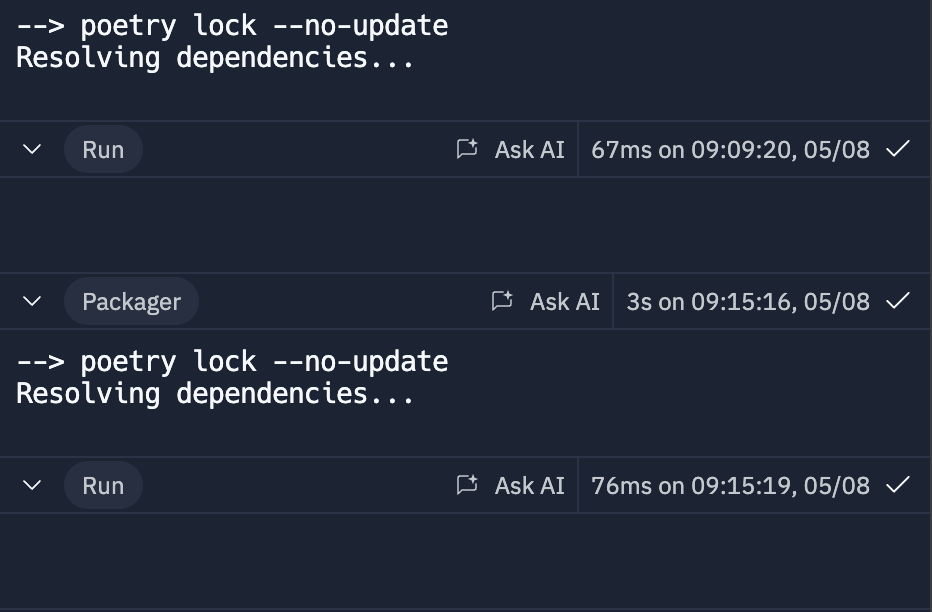 --> poetry lock --no-update
Resolving dependencies...
Run Ask AI 67ms on 09:09:20, 05/08
Packager Ask AI 3s on 09:15:16, 05/08
--> poetry lock --no-update
Resolving dependencies...
Run Ask AI 76ms on 09:15:19, 05/08